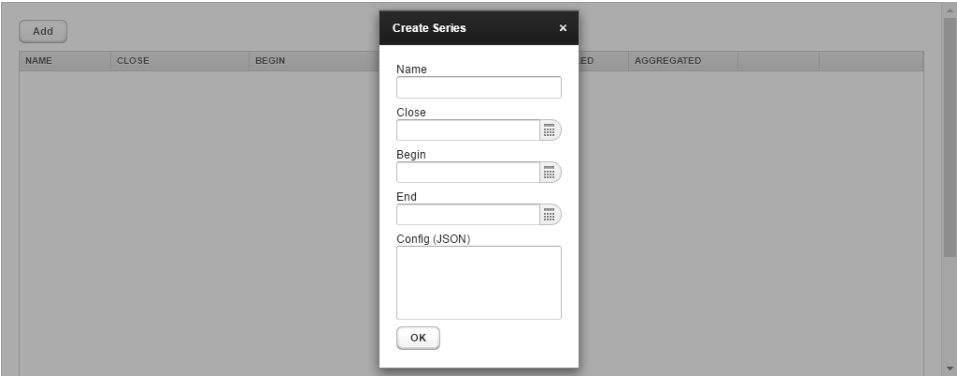 Add
Create Series ×
NAME CLOSE BEGIN ED AGGREGATED
Name
Close
Begin
End
Config (JSON)
OK